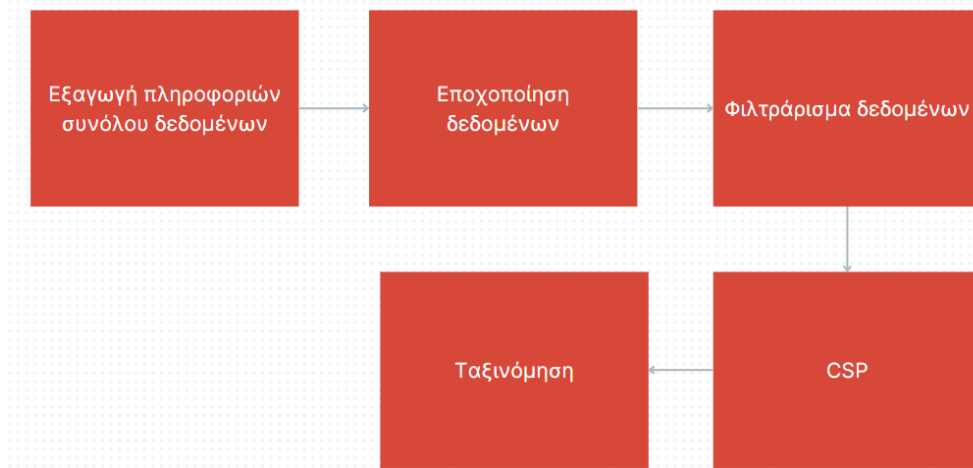 Εξαγωγή πληροφοριών
συνόλου δεδομένων
Εποχοποίηση
δεδομένων
Φιλτράρισμα δεδομένων
Ταξινόμηση
CSP